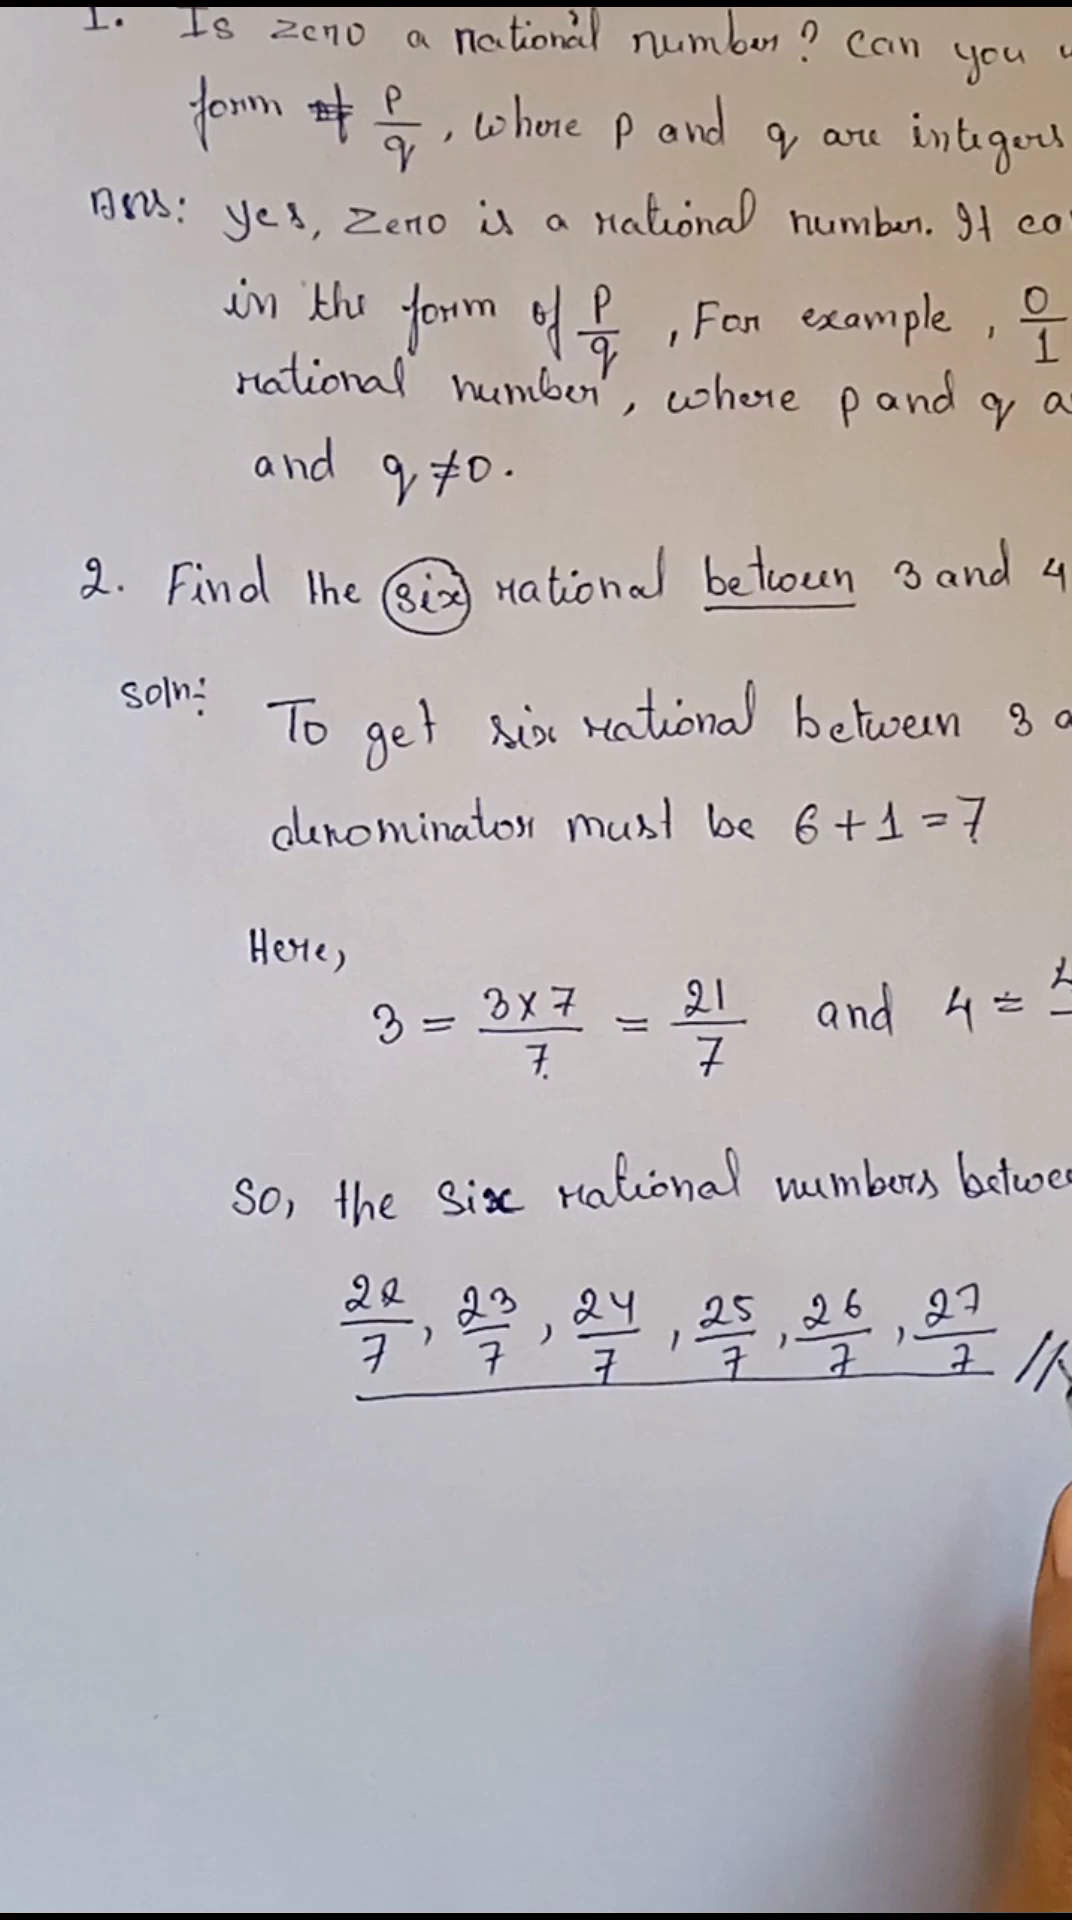 1. Is zero a rational number? Can you
form of p/q, where p and q are integers
Ans: yes, Zero is a rational number. It
in the form of p/q, For example, 0/1
rational number, where p and q
and q ≠ 0.
2. Find the six rational between 3 and 4
Soln: To get six rational between 3
denominator must be 6+1=7
Here,
3 = 3×7/7 = 21/7 and 4 =
So, the six rational numbers
22/7, 23/7, 24/7, 25/7, 26/7, 27/7 //